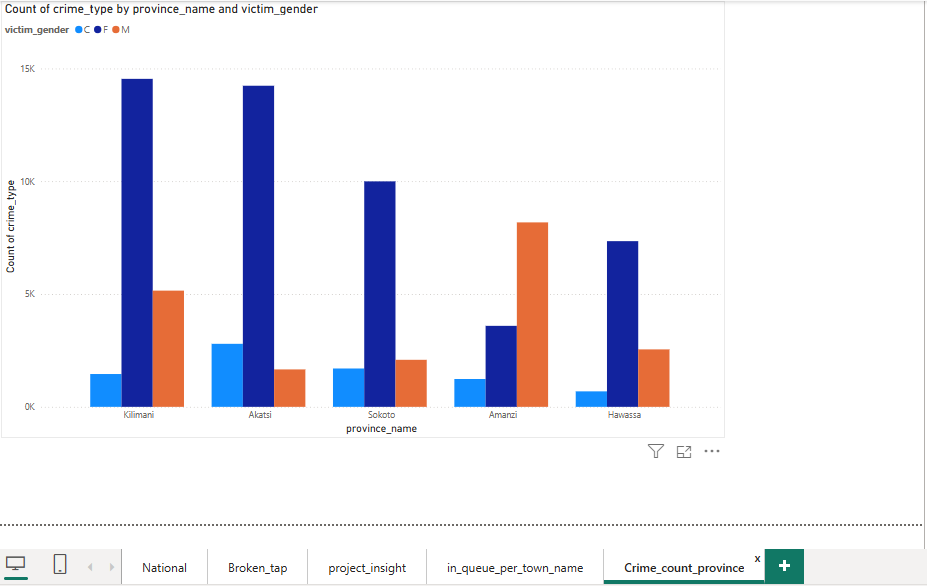 Count of crime_type by province_name and victim_gender
victim_gender C F M
Count of crime_type
15K
10K
5K
0K
Kilimani Akatsi Sokoto Amanzi Hawassa
province_name
National Broken_tap project_insight in_queue_per_town_name Crime_count_province x +